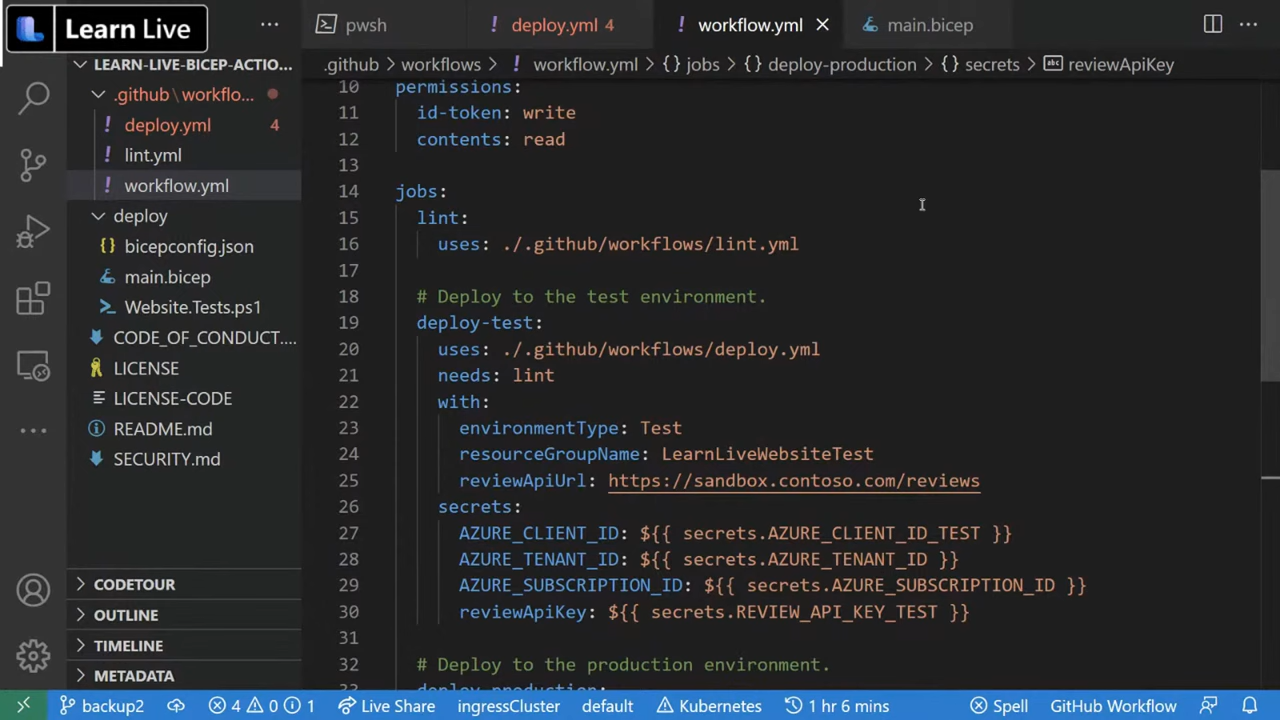 Learn Live
···
pwsh
! deploy.yml 4
! workflow.yml ×
main.bicep
···
LEARN-LIVE-BICEP-ACTIO...
.github\workflo...
! deploy.yml 4
! lint.yml
! workflow.yml
deploy
bicepconfig.json
main.bicep
Website.Tests.ps1
CODE_OF_CONDUCT....
LICENSE
LICENSE-CODE
README.md
SECURITY.md
CODETOUR
OUTLINE
TIMELINE
METADATA
.github > workflows > ! workflow.yml > {} jobs > {} deploy-production > {} secrets > abc reviewApiKey
10 permissions:
11 id-token: write
12 contents: read
13
14 jobs:
15 lint:
16 uses: ./.github/workflows/lint.yml
17
18 # Deploy to the test environment.
19 deploy-test:
20 uses: ./.github/workflows/deploy.yml
21 needs: lint
22 with:
23 environmentType: Test
24 resourceGroupName: LearnLiveWebsiteTest
25 reviewApiUrl: https://sandbox.contoso.com/reviews
26 secrets:
27 AZURE_CLIENT_ID: ${{ secrets.AZURE_CLIENT_ID_TEST }}
28 AZURE_TENANT_ID: ${{ secrets.AZURE_TENANT_ID }}
29 AZURE_SUBSCRIPTION_ID: ${{ secrets.AZURE_SUBSCRIPTION_ID }}
30 reviewApiKey: ${{ secrets.REVIEW_API_KEY_TEST }}
31
32 # Deploy to the production environment.
33 deploy-production:
backup2 4 0 1 Live Share ingressCluster default Kubernetes 1 hr 6 mins Spell GitHub Workflow